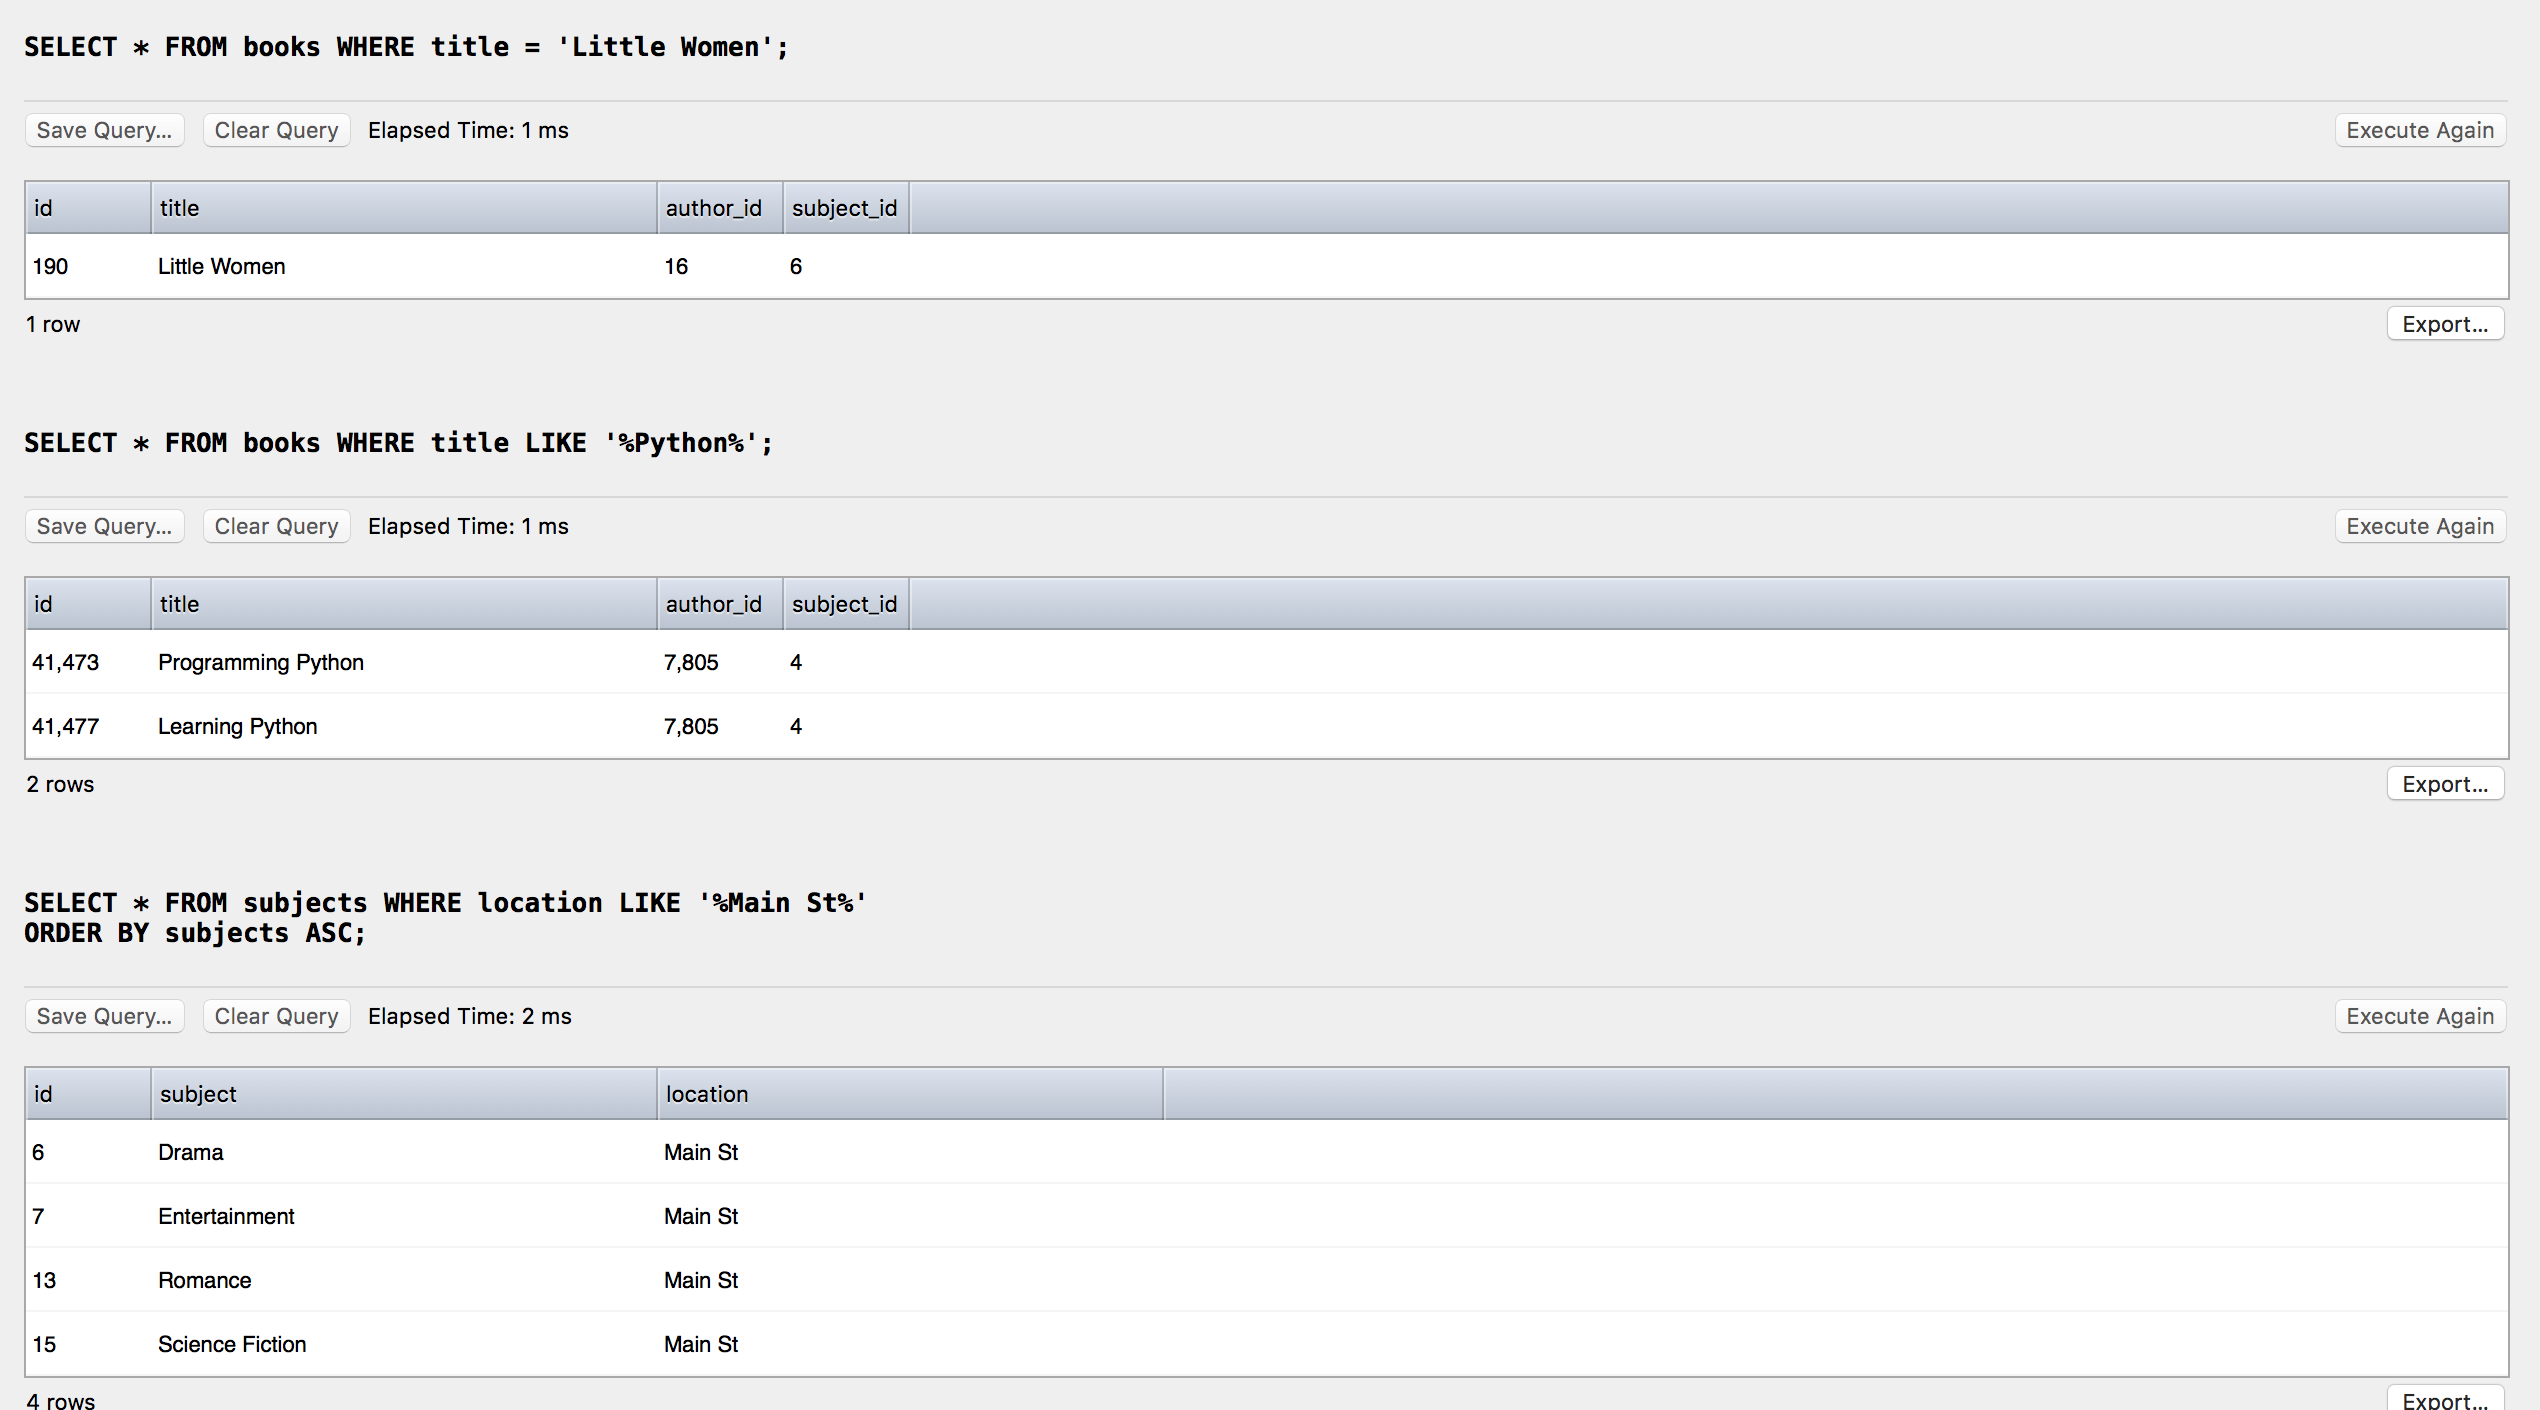 SELECT * FROM books WHERE title = 'Little Women';
Save Query... Clear Query Elapsed Time: 1 ms Execute Again
id title author_id subject_id
190 Little Women 16 6
1 row Export...
SELECT * FROM books WHERE title LIKE '%Python%';
Save Query... Clear Query Elapsed Time: 1 ms Execute Again
id title author_id subject_id
41,473 Programming Python 7,805 4
41,477 Learning Python 7,805 4
2 rows Export...
SELECT * FROM subjects WHERE location LIKE '%Main St%'
ORDER BY subjects ASC;
Save Query... Clear Query Elapsed Time: 2 ms Execute Again
id subject location
6 Drama Main St
7 Entertainment Main St
13 Romance Main St
15 Science Fiction Main St
4 rows Export...